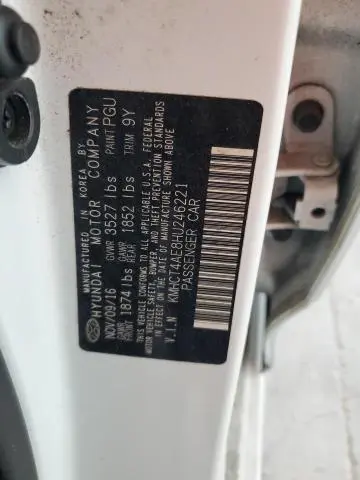 MANUFACTURED IN KOREA BY
HYUNDAI MOTOR COMPANY
NOV/09/16 GVWR 3527 lbs PAINT PGU
GAWR FRONT 1874 lbs GAWR REAR 1852 lbs TRIM 9Y
THIS VEHICLE CONFORMS TO ALL APPLICABLE U.S.A. FEDERAL
MOTOR VEHICLE SAFETY, BUMPER, AND THEFT PREVENTION STANDARDS
IN EFFECT ON THE DATE OF MANUFACTURE SHOWN ABOVE
V.I.N KMHCT4AE8HU246221
PASSENGER CAR